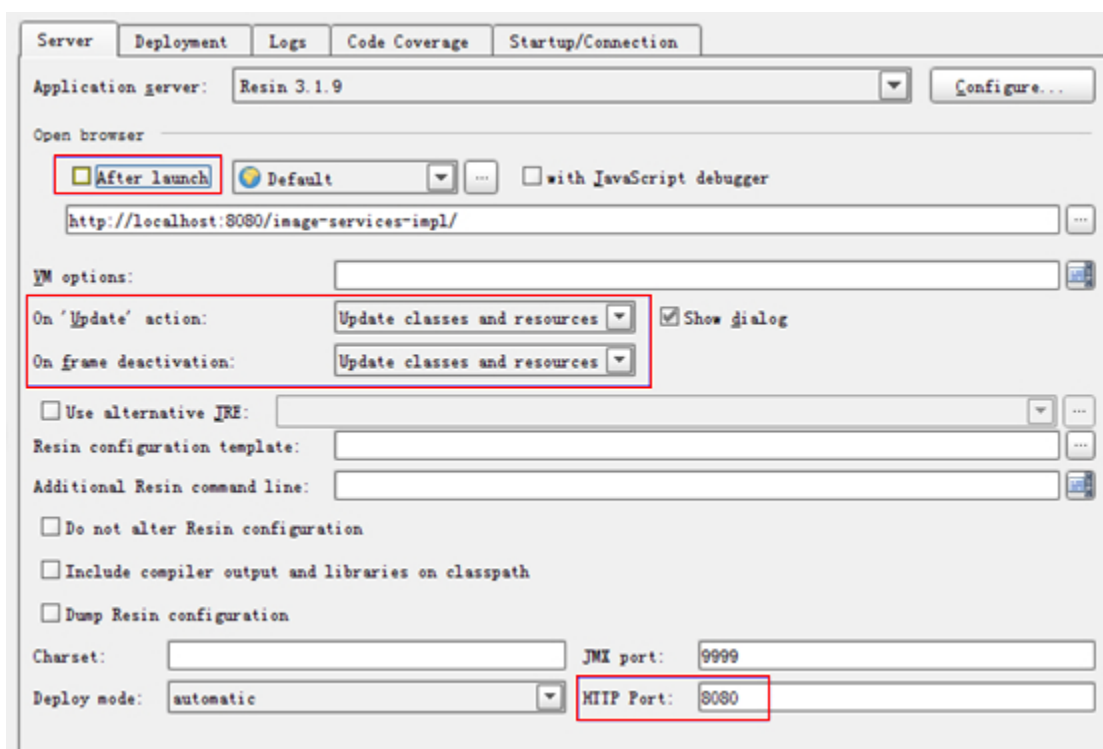 Server Deployment Logs Code Coverage Startup/Connection
Application server: Resin 3.1.9 Configure...
Open browser
After launch Default ... with JavaScript debugger
http://localhost:8080/image-services-impl/ ...
VM options:
On 'Update' action: Update classes and resources Show dialog
On frame deactivation: Update classes and resources
Use alternative JRE: ...
Resin configuration template: ...
Additional Resin command line:
Do not alter Resin configuration
Include compiler output and libraries on classpath
Dump Resin configuration
Charset: JMX port: 9999
Deploy mode: automatic HTTP Port: 8080